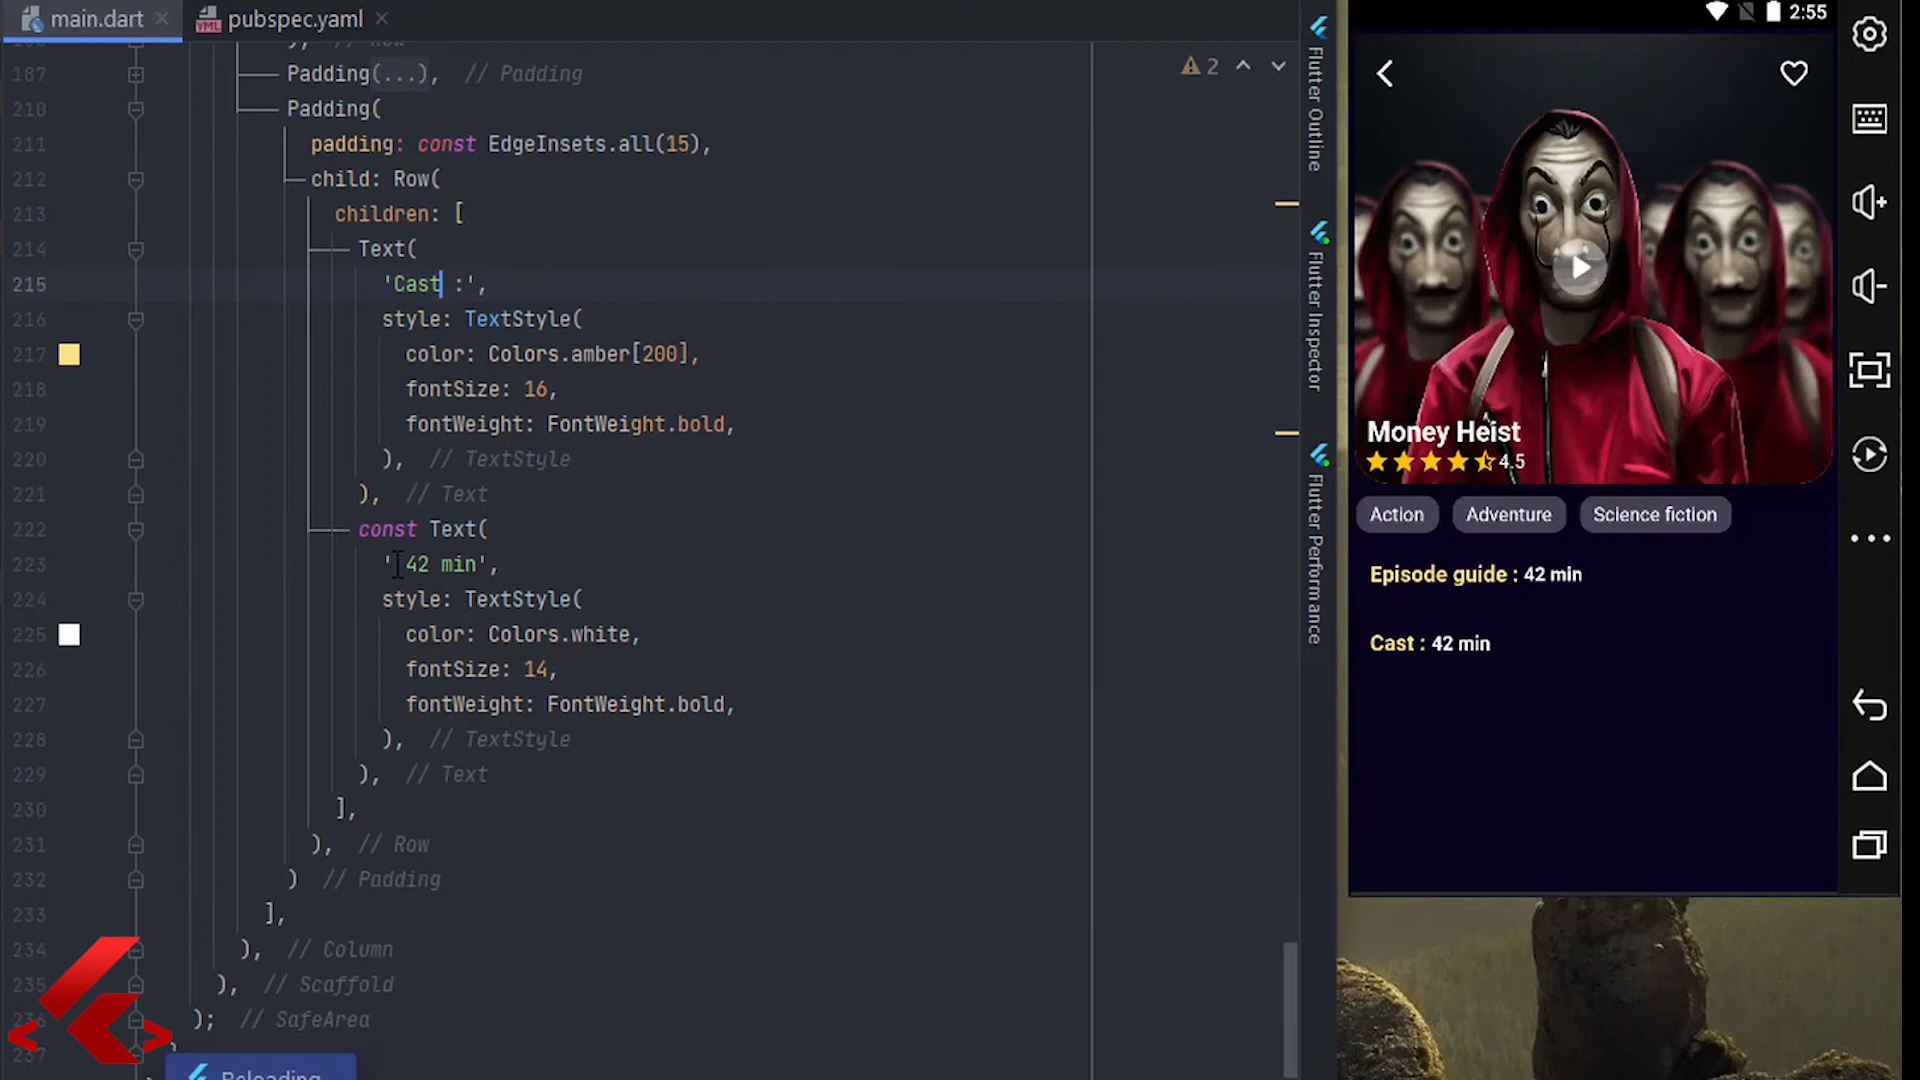 main.dart
pubspec.yaml
187 Padding(...), // Padding
210 Padding(
211 padding: const EdgeInsets.all(15),
212 child: Row(
213 children: [
214 Text(
215 'Cast :',
216 style: TextStyle(
217 color: Colors.amber[200],
218 fontSize: 16,
219 fontWeight: FontWeight.bold,
220 ), // TextStyle
221 ), // Text
222 const Text(
223 ' 42 min',
224 style: TextStyle(
225 color: Colors.white,
226 fontSize: 14,
227 fontWeight: FontWeight.bold,
228 ), // TextStyle
229 ), // Text
230 ],
231 ), // Row
232 ) // Padding
233 ],
234 ), // Column
235 ), // Scaffold
236 ); // SafeArea
237
2
Flutter Outline
Flutter Inspector
Flutter Performance
2:55
Money Heist
4.5
Action Adventure Science fiction
Episode guide : 42 min
Cast : 42 min
Reloading